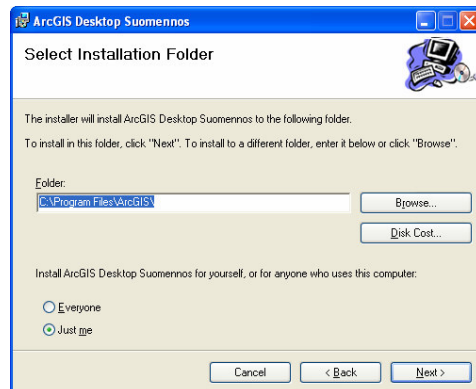 ArcGIS Desktop Suomennos
Select Installation Folder
The installer will install ArcGIS Desktop Suomennos to the following folder.
To install in this folder, click "Next". To install to a different folder, enter it below or click "Browse".
Folder:
C:\Program Files\ArcGIS\
Browse...
Disk Cost...
Install ArcGIS Desktop Suomennos for yourself, or for anyone who uses this computer:
Everyone
Just me
Cancel
< Back
Next >